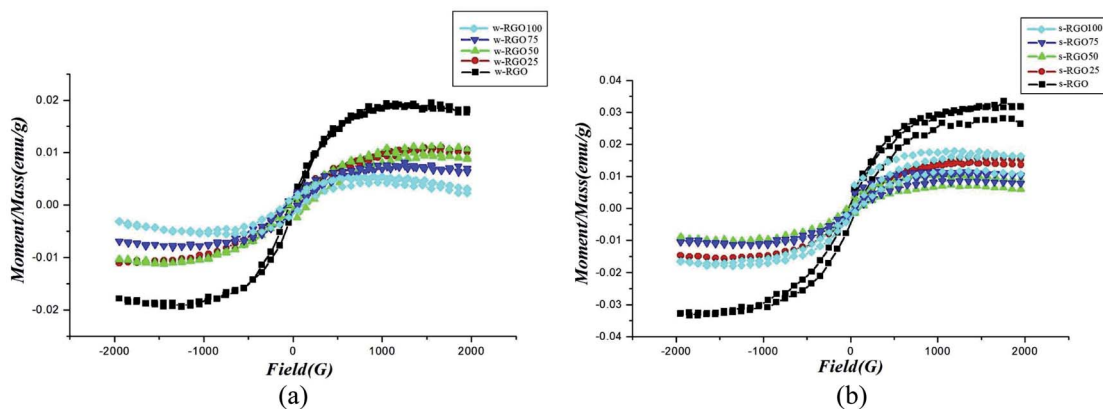 w-RGO100
w-RGO75
w-RGO50
w-RGO25
w-RGO
Moment/Mass(emu/g)
0.02
0.01
0.00
-0.01
-0.02
-2000 -1000 0 1000 2000
Field(G)
(a)
s-RGO100
s-RGO75
s-RGO50
s-RGO25
s-RGO
Moment/Mass(emu/g)
0.04
0.03
0.02
0.01
0.00
-0.01
-0.02
-0.03
-0.04
-2000 -1000 0 1000 2000
Field(G)
(b)